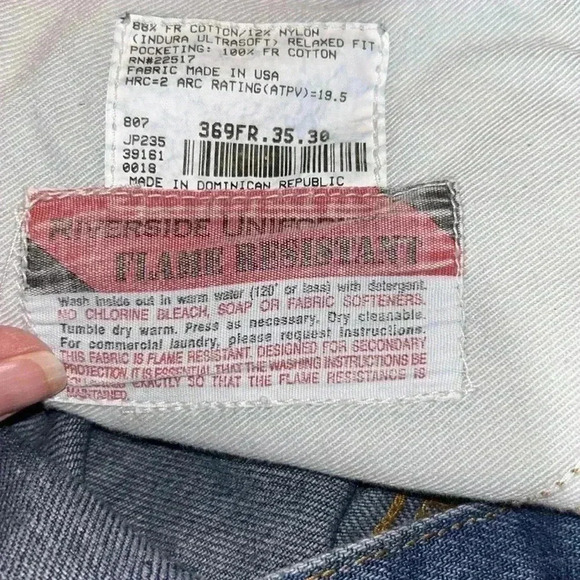 88% FR COTTON/12% NYLON
(INDURA ULTRASOFT) RELAXED FIT
POCKETING: 100% FR COTTON
RN#22517
FABRIC MADE IN USA
HRC=2 ARC RATING(ATPV)=19.5
807
369FR.35.30
JP235
39161
0018
MADE IN DOMINICAN REPUBLIC
RIVERSIDE
FLAME RESISTANT
Wash inside out in warm water (120° or less) with detergent.
NO CHLORINE BLEACH, SOAP OR FABRIC SOFTENERS.
Tumble dry warm. Press as necessary. Dry cleanable.
For commercial laundry, please request instructions.
THIS FABRIC IS FLAME RESISTANT. DESIGNED FOR SECONDARY
PROTECTION. IT IS ESSENTIAL THAT THE WASHING INSTRUCTIONS BE
EXACTLY SO THAT THE FLAME RESISTANCE IS
MAINTAINED